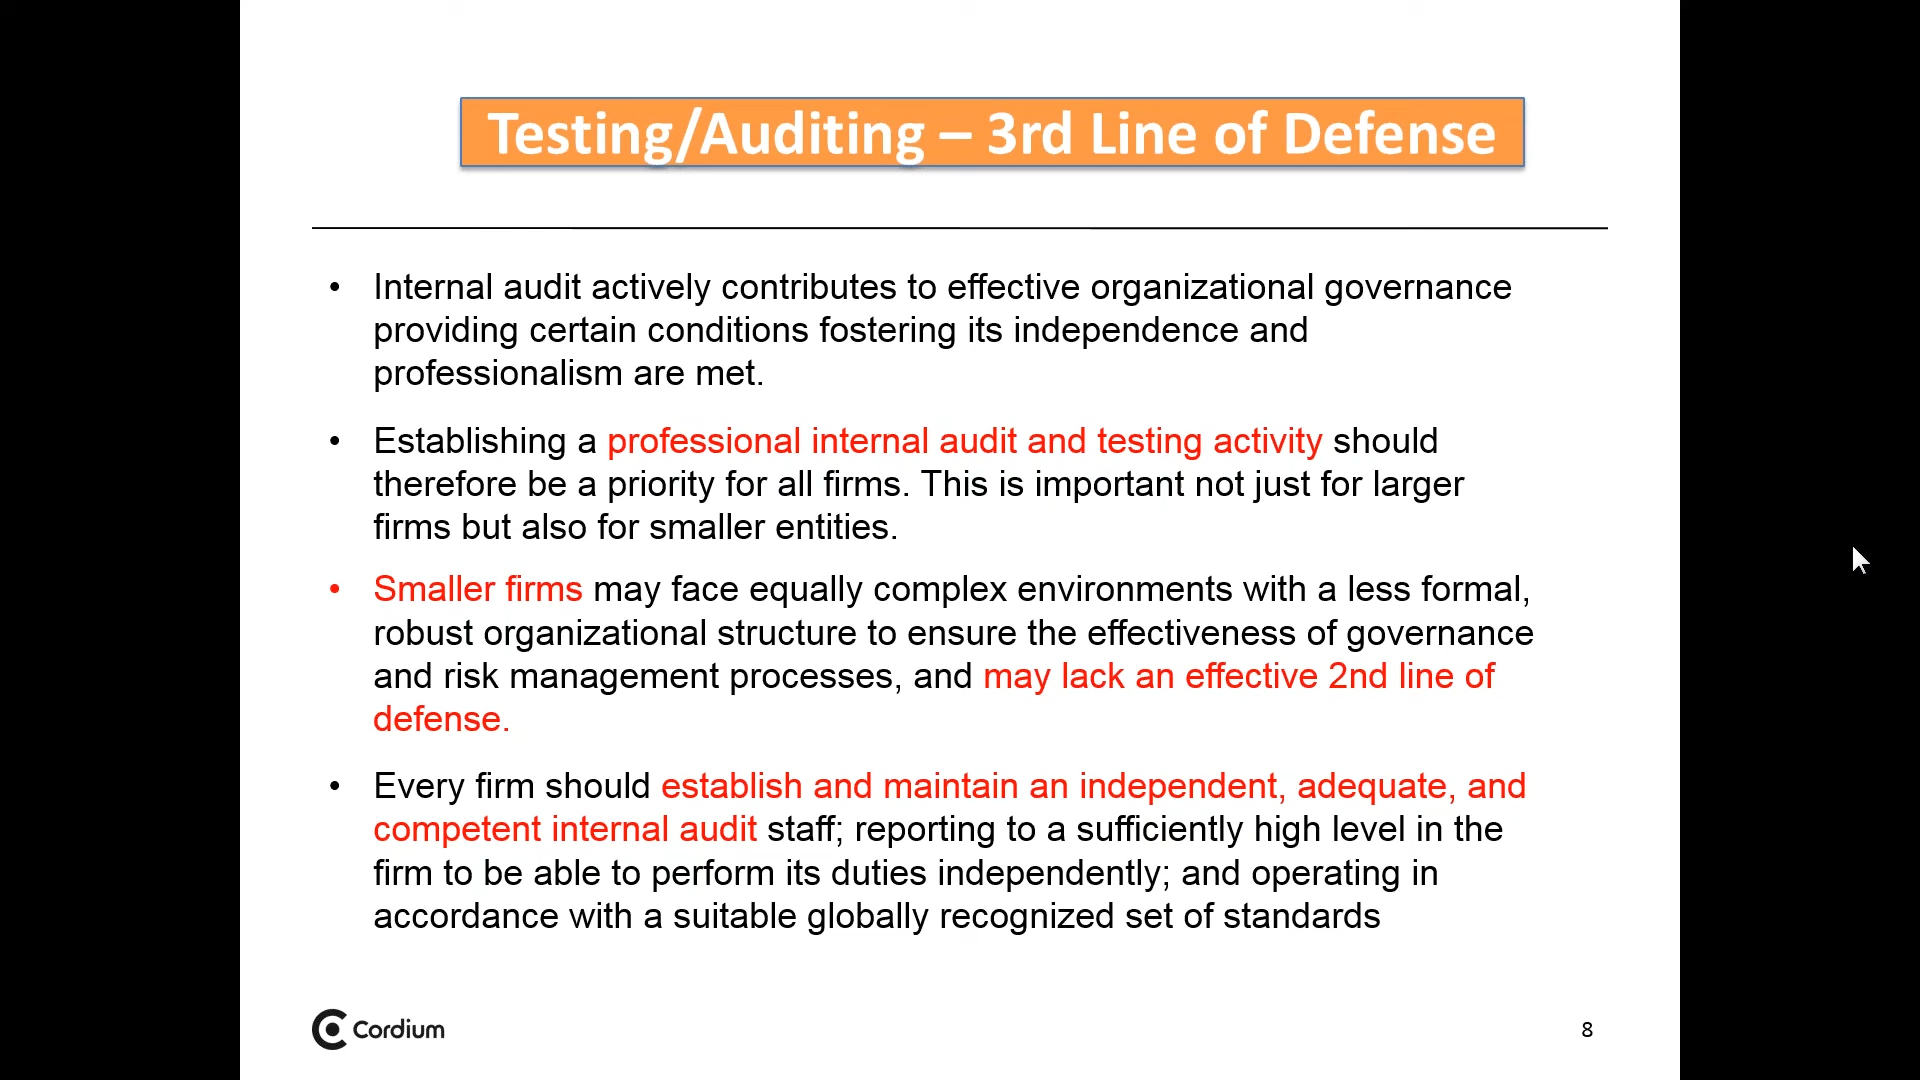 Testing/Auditing – 3rd Line of Defense
• Internal audit actively contributes to effective organizational governance
providing certain conditions fostering its independence and
professionalism are met.
• Establishing a professional internal audit and testing activity should
therefore be a priority for all firms. This is important not just for larger
firms but also for smaller entities.
• Smaller firms may face equally complex environments with a less formal,
robust organizational structure to ensure the effectiveness of governance
and risk management processes, and may lack an effective 2nd line of
defense.
• Every firm should establish and maintain an independent, adequate, and
competent internal audit staff; reporting to a sufficiently high level in the
firm to be able to perform its duties independently; and operating in
accordance with a suitable globally recognized set of standards
Cordium
8